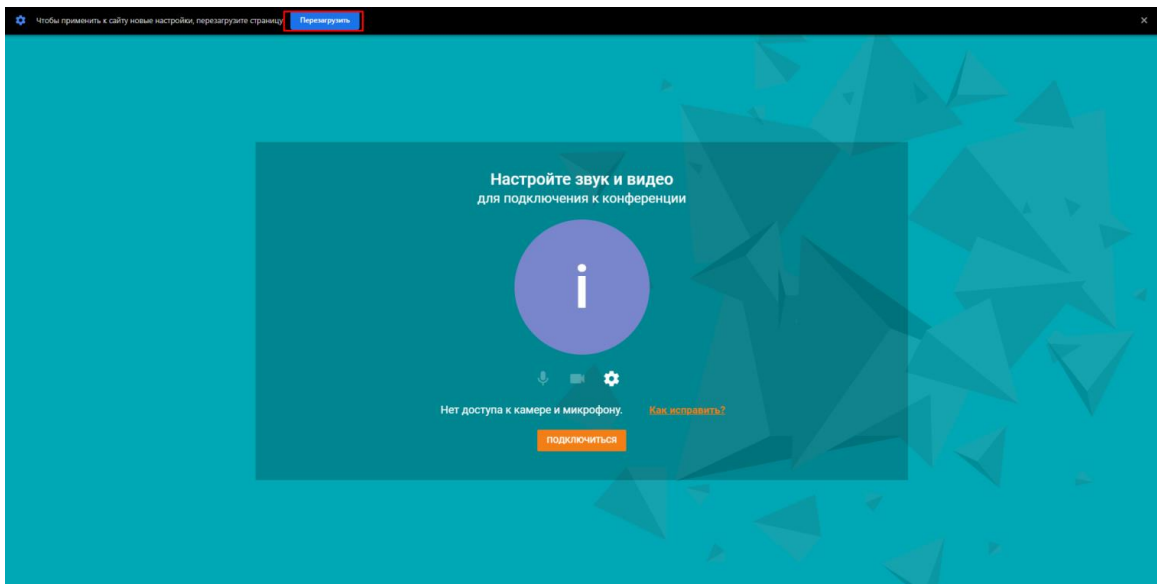 Чтобы применить к сайту новые настройки, перезагрузите страницу Перезагрузить
Настройте звук и видео
для подключения к конференции
i
Нет доступа к камере и микрофону. Как исправить?
ПОДКЛЮЧИТЬСЯ